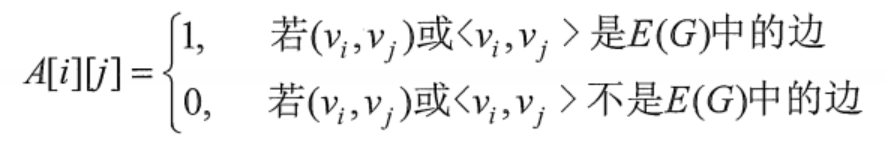 A[i][j] = { 1, 若(v_i,v_j)或<v_i,v_j>是E(G)中的边
0, 若(v_i,v_j)或<v_i,v_j>不是E(G)中的边